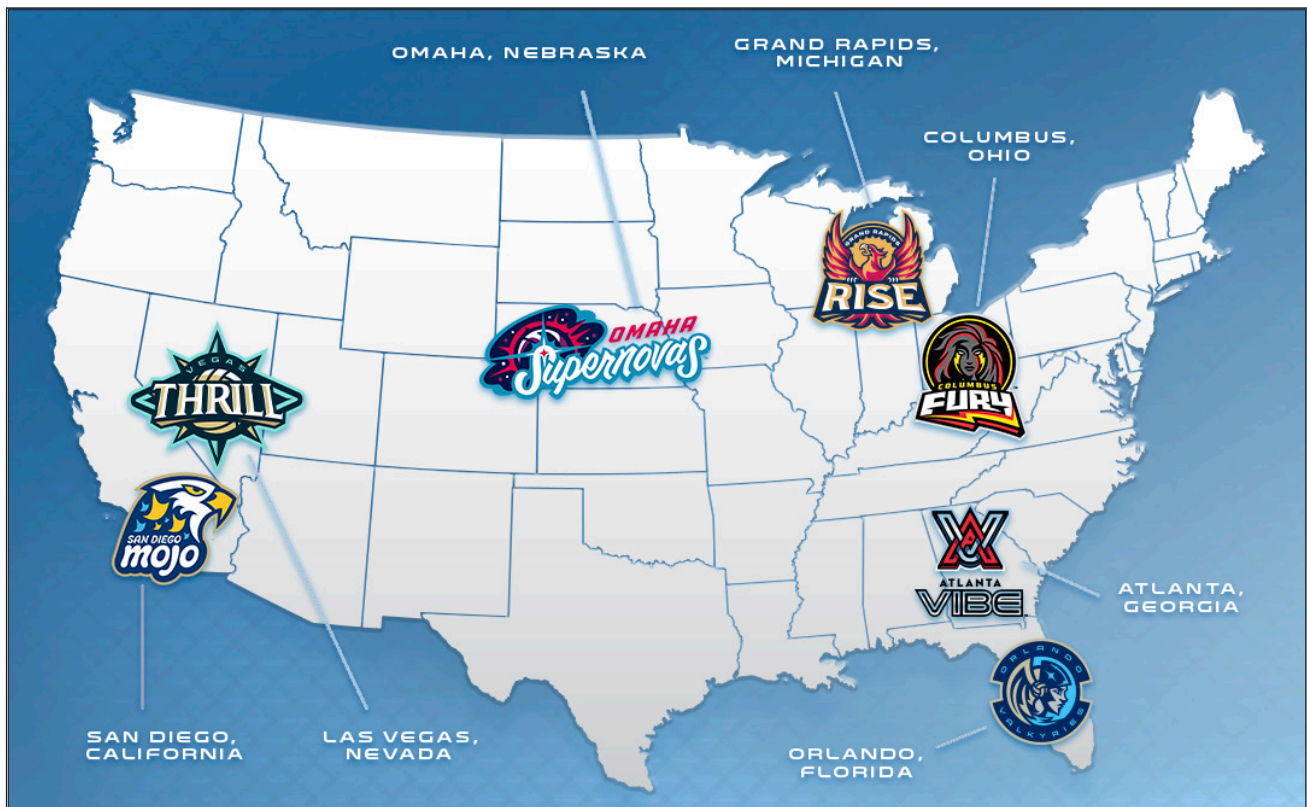 OMAHA, NEBRASKA
GRAND RAPIDS,
MICHIGAN
COLUMBUS,
OHIO
GRAND RAPIDS
RISE
OMAHA
Supernovas
VEGAS
THRILL
COLUMBUS
FURY
SAN DIEGO
mojo
ATLANTA
VIBE
ATLANTA,
GEORGIA
ORLANDO
VALKYRIES
SAN DIEGO,
CALIFORNIA
LAS VEGAS,
NEVADA
ORLANDO,
FLORIDA